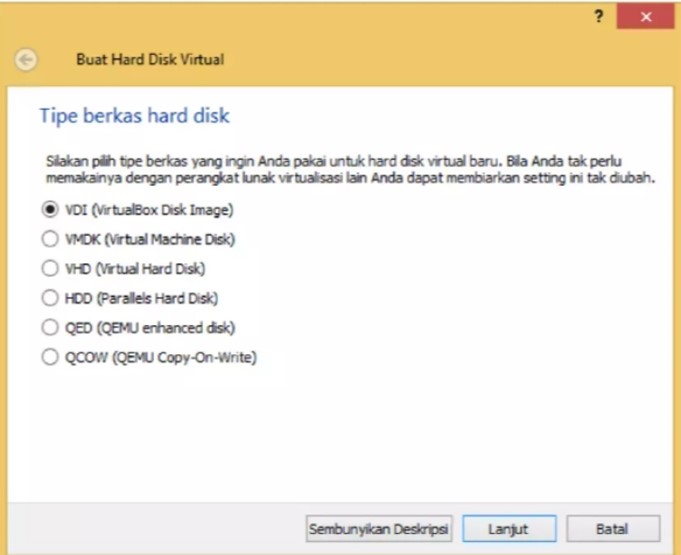 ?
Buat Hard Disk Virtual
Tipe berkas hard disk
Silakan pilih tipe berkas yang ingin Anda pakai untuk hard disk virtual baru. Bila Anda tak perlu
memakainya dengan perangkat lunak virtualisasi lain Anda dapat membiarkan setting ini tak diubah.
VDI (VirtualBox Disk Image)
VMDK (Virtual Machine Disk)
VHD (Virtual Hard Disk)
HDD (Parallels Hard Disk)
QED (QEMU enhanced disk)
QCOW (QEMU Copy-On-Write)
Sembunyikan Deskripsi Lanjut Batal